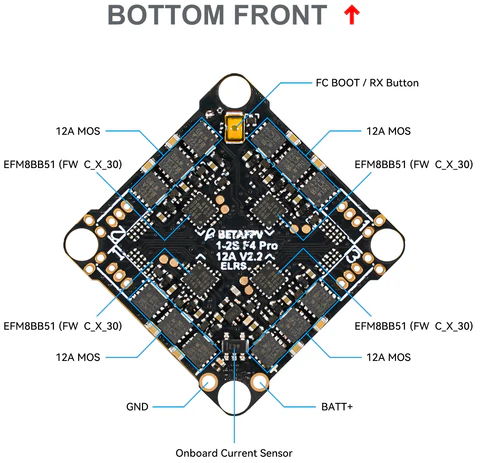 BOTTOM FRONT ↑
FC BOOT / RX Button
12A MOS
12A MOS
EFM8BB51 (FW C_X_30)
EFM8BB51 (FW C_X_30)
BETAFPV
1-2S F4 Pro
12A V2.2
ELRS
EFM8BB51 (FW C_X_30)
EFM8BB51 (FW C_X_30)
12A MOS
12A MOS
GND
BATT+
Onboard Current Sensor